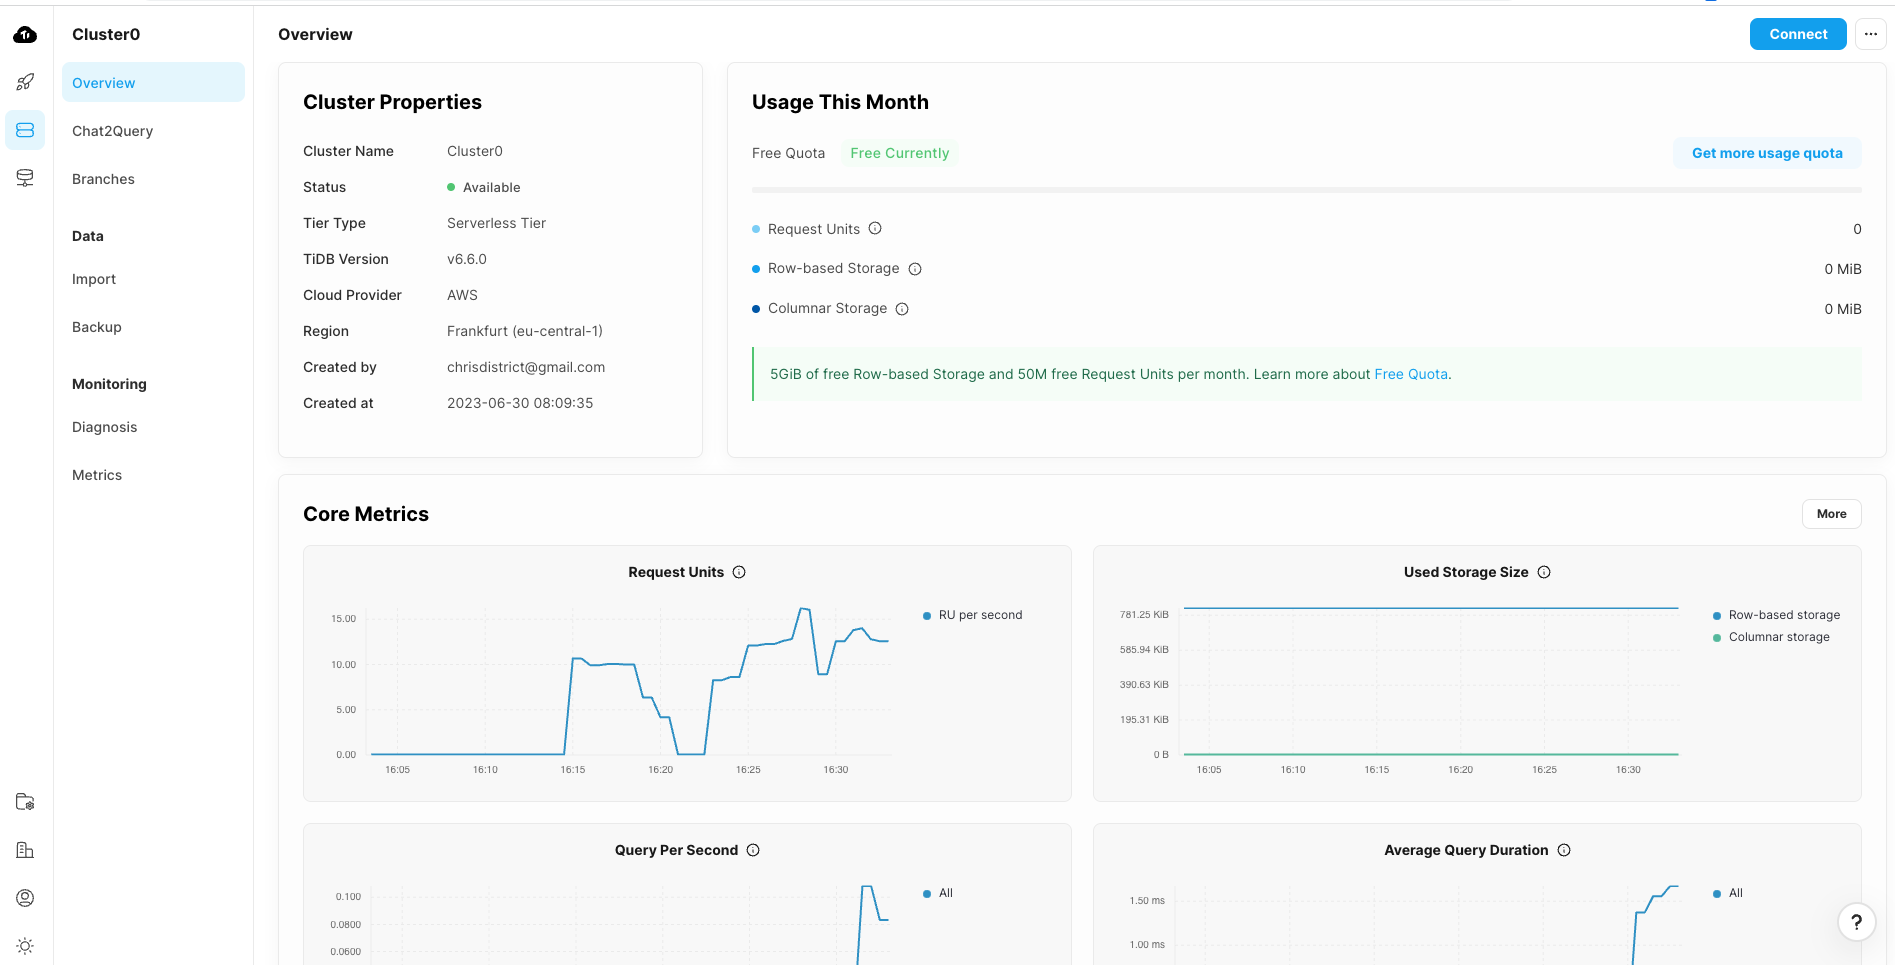 Cluster0
Overview
Chat2Query
Branches
Data
Import
Backup
Monitoring
Diagnosis
Metrics
Overview
Connect
Cluster Properties
Cluster Name Cluster0
Status Available
Tier Type Serverless Tier
TiDB Version v6.6.0
Cloud Provider AWS
Region Frankfurt (eu-central-1)
Created by chrisdistrict@gmail.com
Created at 2023-06-30 08:09:35
Usage This Month
Free Quota Free Currently Get more usage quota
Request Units 0
Row-based Storage 0 MiB
Columnar Storage 0 MiB
5GiB of free Row-based Storage and 50M free Request Units per month. Learn more about Free Quota.
Core Metrics More
Request Units
15.00
10.00
5.00
0.00
16:05 16:10 16:15 16:20 16:25 16:30
RU per second
Used Storage Size
781.25 KiB
585.94 KiB
390.63 KiB
195.31 KiB
0 B
16:05 16:10 16:15 16:20 16:25 16:30
Row-based storage
Columnar storage
Query Per Second
0.100
0.0800
0.0600
All
Average Query Duration
1.50 ms
1.00 ms
All
?